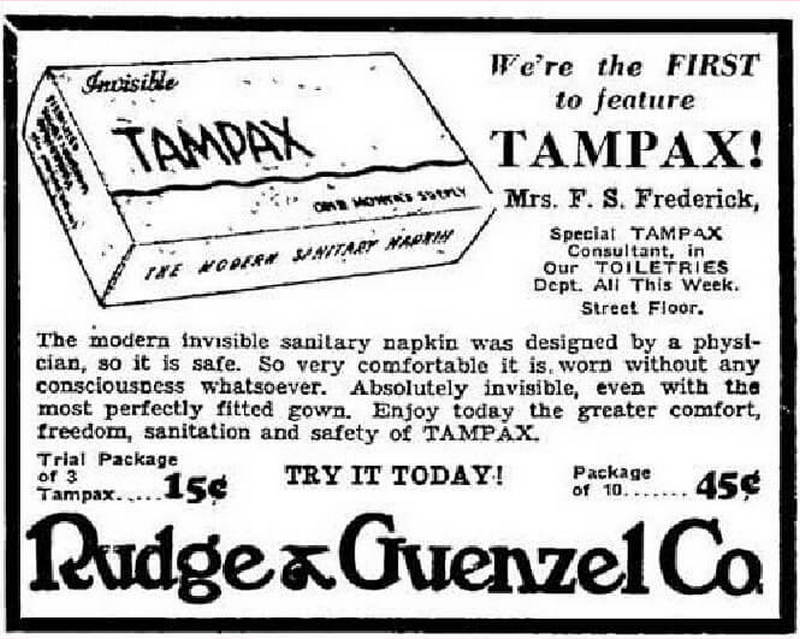 Invisible
TAMPAX
ONE MONTH'S SUPPLY
THE MODERN SANITARY NAPKIN
We're the FIRST
to feature
TAMPAX!
Mrs. F. S. Frederick,
Special TAMPAX
Consultant, in
Our TOILETRIES
Dept. All This Week.
Street Floor.
The modern invisible sanitary napkin was designed by a physi-
cian, so it is safe. So very comfortable it is, worn without any
consciousness whatsoever. Absolutely invisible, even with the
most perfectly fitted gown. Enjoy today the greater comfort,
freedom, sanitation and safety of TAMPAX.
Trial Package
of 3
Tampax..... 15¢
TRY IT TODAY!
Package
of 10....... 45¢
Rudge & Guenzel Co